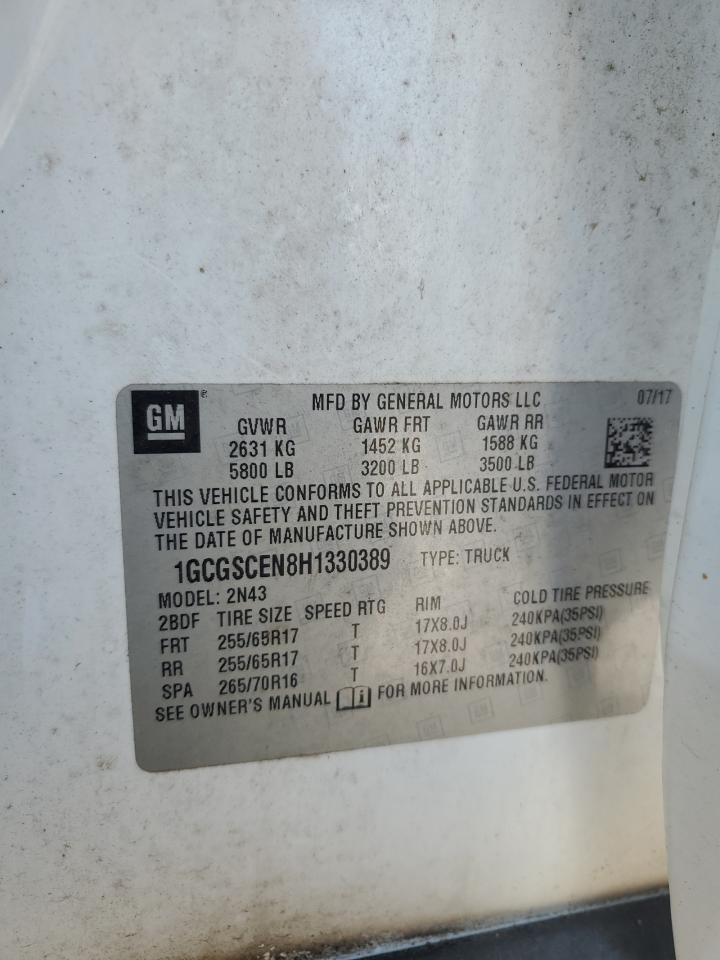 GM ® MFD BY GENERAL MOTORS LLC 07/17
GVWR GAWR FRT GAWR RR
2631 KG 1452 KG 1588 KG
5800 LB 3200 LB 3500 LB
THIS VEHICLE CONFORMS TO ALL APPLICABLE U.S. FEDERAL MOTOR
VEHICLE SAFETY AND THEFT PREVENTION STANDARDS IN EFFECT ON
THE DATE OF MANUFACTURE SHOWN ABOVE.
1GCGSCEN8H1330389 TYPE: TRUCK
MODEL: 2N43
2BDF TIRE SIZE SPEED RTG RIM COLD TIRE PRESSURE
FRT 255/65R17 T 17X8.0J 240KPA(35PSI)
RR 255/65R17 T 17X8.0J 240KPA(35PSI)
SPA 265/70R16 T 16X7.0J 240KPA(35PSI)
SEE OWNER'S MANUAL FOR MORE INFORMATION.